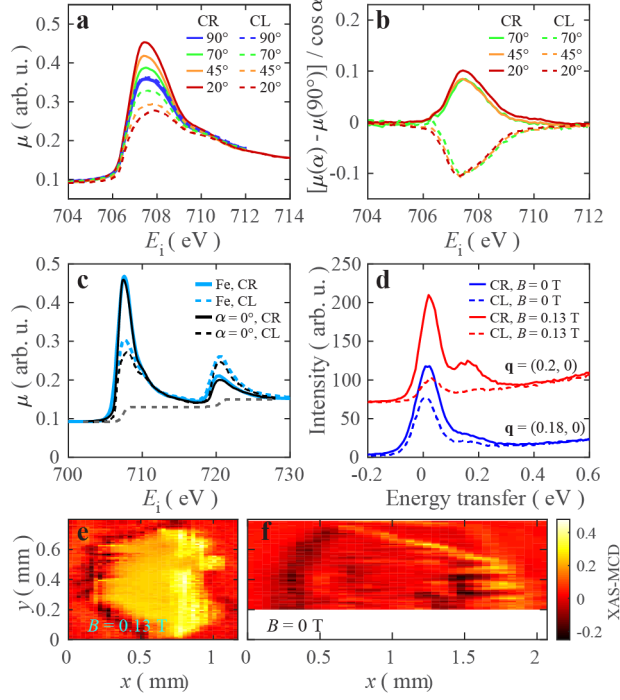 a
CR CL
90° 90°
70° 70°
45° 45°
20° 20°
0.5
0.4
0.3
0.2
0.1
μ ( arb. u. )
704 706 708 710 712 714
E_i ( eV )
b
CR CL
70° 70°
45° 45°
20° 20°
0.1
0
-0.1
[μ(α) - μ(90°)] / cos α
704 706 708 710 712
E_i ( eV )
c
Fe, CR
Fe, CL
α = 0°, CR
α = 0°, CL
0.5
0.4
0.3
0.2
0.1
0
μ ( arb. u. )
700 710 720 730
E_i ( eV )
d
CR, B = 0 T
CL, B = 0 T
CR, B = 0.13 T
CL, B = 0.13 T
q = (0.2, 0)
q = (0.18, 0)
250
200
150
100
50
0
Intensity ( arb. u. )
-0.2 0 0.2 0.4 0.6
Energy transfer ( eV )
e
B = 0.13 T
0.8
0.6
0.4
0.2
0
-0.2
y ( mm )
0 0.5 1
x ( mm )
f
B = 0 T
0 0.5 1 1.5 2
x ( mm )
0.4
0.2
0
-0.2
XAS-MCD